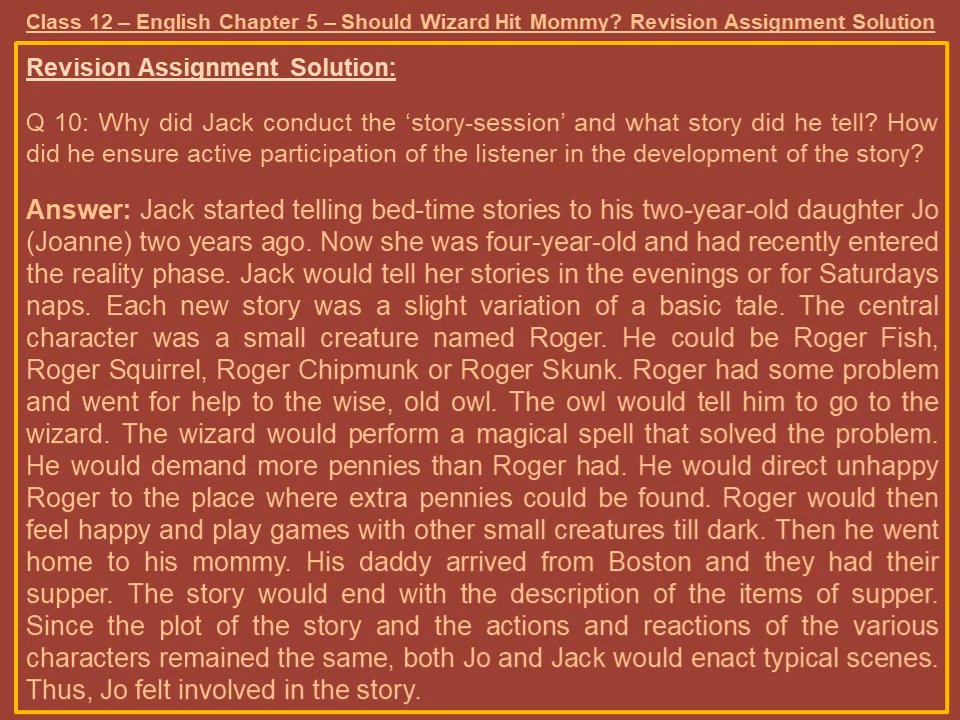 Class 12 – English Chapter 5 – Should Wizard Hit Mommy? Revision Assignment Solution
Revision Assignment Solution:
Q 10: Why did Jack conduct the ‘story-session’ and what story did he tell? How
did he ensure active participation of the listener in the development of the story?
Answer: Jack started telling bed-time stories to his two-year-old daughter Jo
(Joanne) two years ago. Now she was four-year-old and had recently entered
the reality phase. Jack would tell her stories in the evenings or for Saturdays
naps. Each new story was a slight variation of a basic tale. The central
character was a small creature named Roger. He could be Roger Fish,
Roger Squirrel, Roger Chipmunk or Roger Skunk. Roger had some problem
and went for help to the wise, old owl. The owl would tell him to go to the
wizard. The wizard would perform a magical spell that solved the problem.
He would demand more pennies than Roger had. He would direct unhappy
Roger to the place where extra pennies could be found. Roger would then
feel happy and play games with other small creatures till dark. Then he went
home to his mommy. His daddy arrived from Boston and they had their
supper. The story would end with the description of the items of supper.
Since the plot of the story and the actions and reactions of the various
characters remained the same, both Jo and Jack would enact typical scenes.
Thus, Jo felt involved in the story.